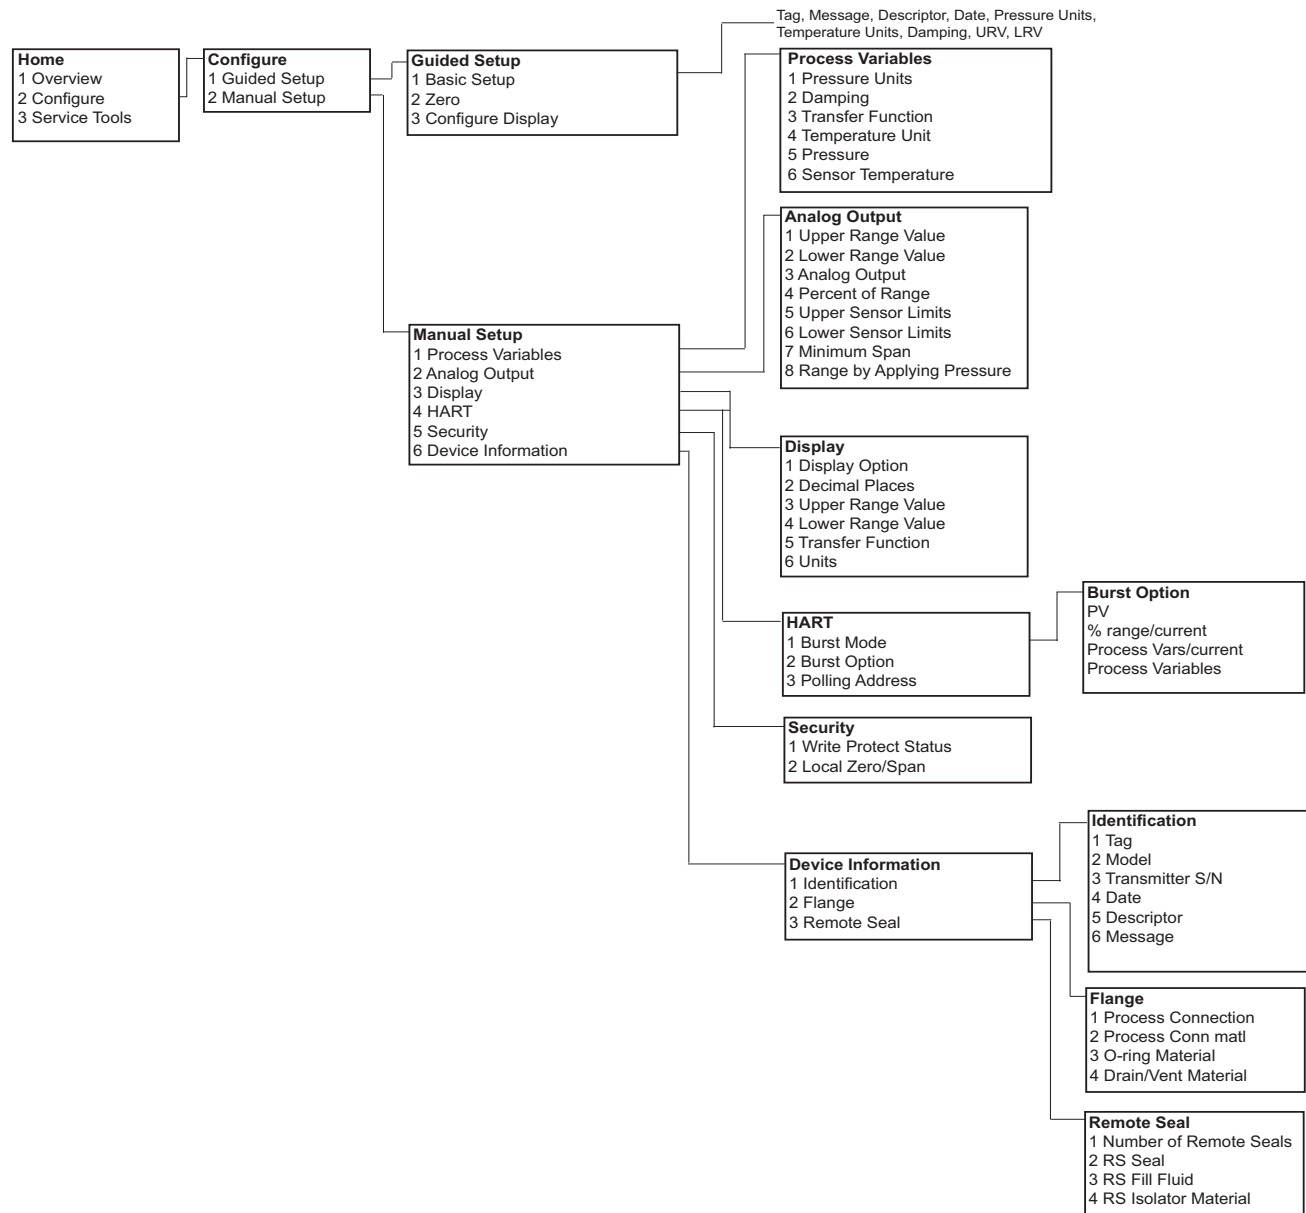 Tag, Message, Descriptor, Date, Pressure Units,
Temperature Units, Damping, URV, LRV
Home
1 Overview
2 Configure
3 Service Tools
Configure
1 Guided Setup
2 Manual Setup
Guided Setup
1 Basic Setup
2 Zero
3 Configure Display
Process Variables
1 Pressure Units
2 Damping
3 Transfer Function
4 Temperature Unit
5 Pressure
6 Sensor Temperature
Analog Output
1 Upper Range Value
2 Lower Range Value
3 Analog Output
4 Percent of Range
5 Upper Sensor Limits
6 Lower Sensor Limits
7 Minimum Span
8 Range by Applying Pressure
Manual Setup
1 Process Variables
2 Analog Output
3 Display
4 HART
5 Security
6 Device Information
Display
1 Display Option
2 Decimal Places
3 Upper Range Value
4 Lower Range Value
5 Transfer Function
6 Units
HART
1 Burst Mode
2 Burst Option
3 Polling Address
Burst Option
PV
% range/current
Process Vars/current
Process Variables
Security
1 Write Protect Status
2 Local Zero/Span
Device Information
1 Identification
2 Flange
3 Remote Seal
Identification
1 Tag
2 Model
3 Transmitter S/N
4 Date
5 Descriptor
6 Message
Flange
1 Process Connection
2 Process Conn matl
3 O-ring Material
4 Drain/Vent Material
Remote Seal
1 Number of Remote Seals
2 RS Seal
3 RS Fill Fluid
4 RS Isolator Material